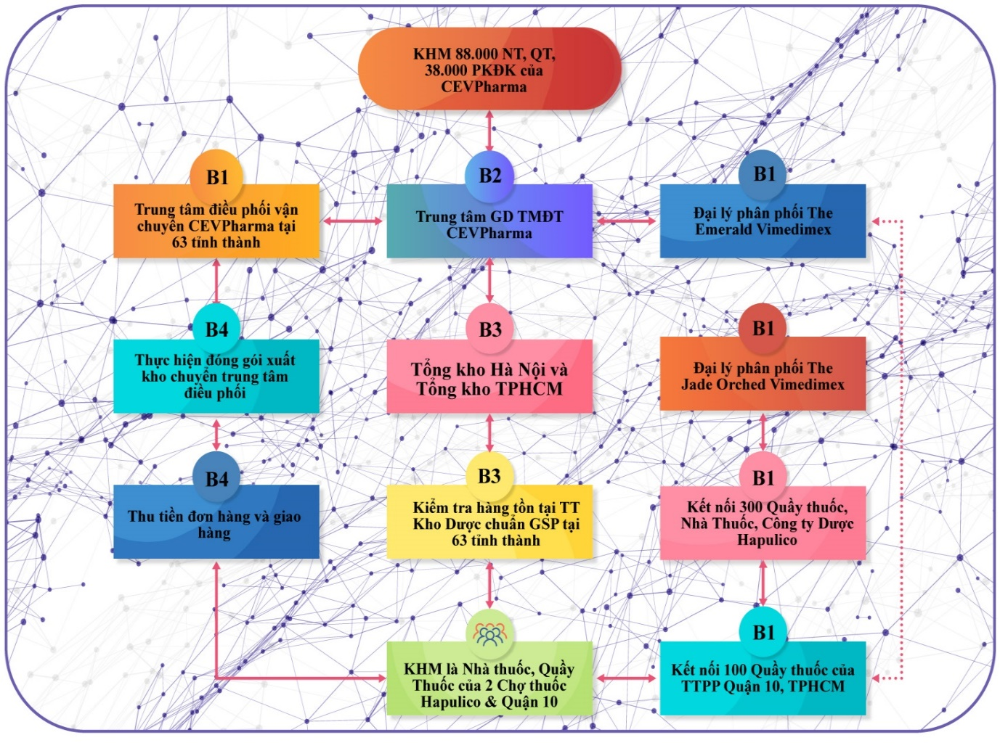 KHM 88.000 NT, QT,
38.000 PKĐK của
CEVPharma
B1
Trung tâm điều phối vận
chuyển CEVPharma tại
63 tỉnh thành
B2
Trung tâm GD TMĐT
CEVPharma
B1
Đại lý phân phối The
Emerald Vimedimex
B4
Thực hiện đóng gói xuất
kho chuyển trung tâm
điều phối
B3
Tổng kho Hà Nội và
Tổng kho TPHCM
B1
Đại lý phân phối The
Jade Orched Vimedimex
B4
Thu tiền đơn hàng và giao
hàng
B3
Kiểm tra hàng tồn tại TT
Kho Dược chuẩn GSP tại
63 tỉnh thành
B1
Kết nối 300 Quầy thuốc,
Nhà Thuốc, Công ty Dược
Hapulico
KHM là Nhà thuốc, Quầy
Thuốc của 2 Chợ thuốc
Hapulico & Quận 10
B1
Kết nối 100 Quầy thuốc của
TTPP Quận 10, TPHCM